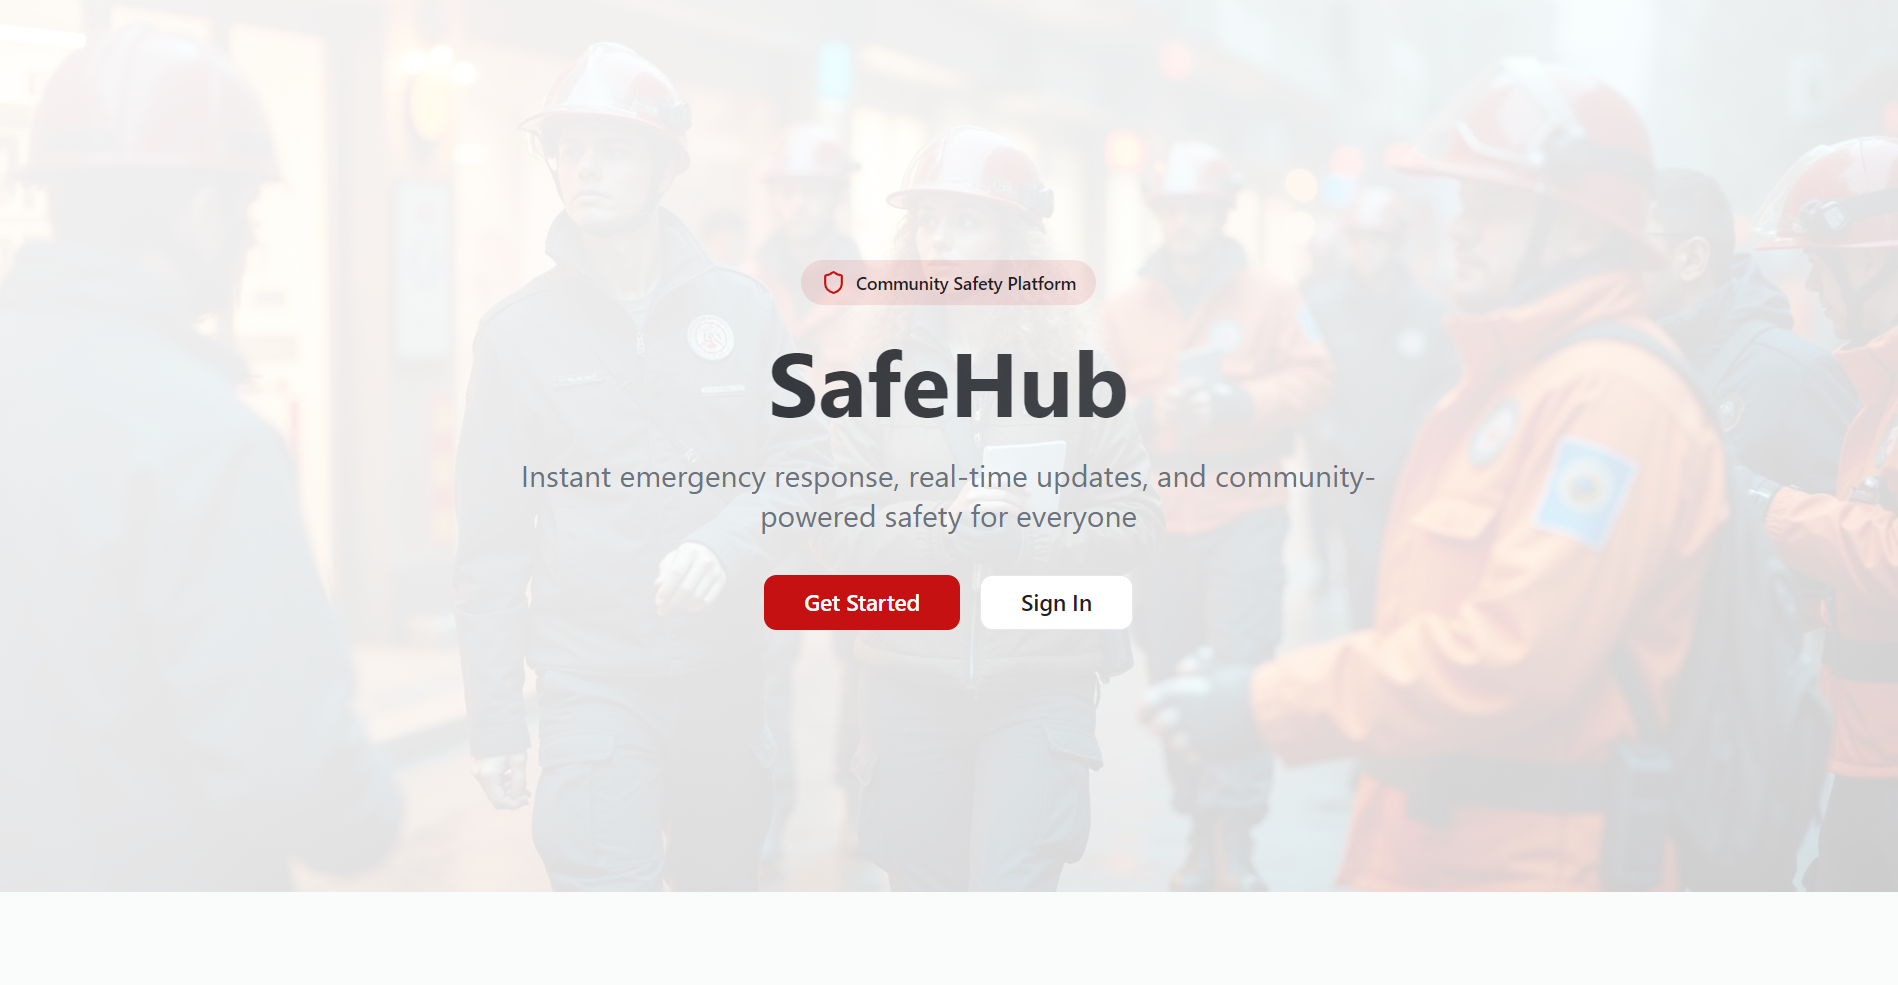 Community Safety Platform
SafeHub
Instant emergency response, real-time updates, and community-
powered safety for everyone
Get Started
Sign In